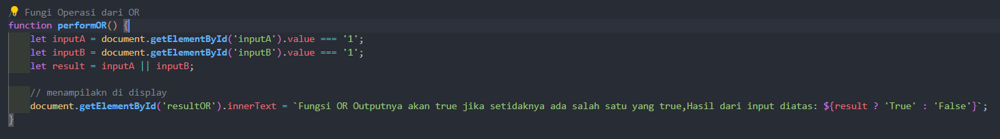 // Fungi Operasi dari OR
function performOR() {
    let inputA = document.getElementById('inputA').value === '1';
    let inputB = document.getElementById('inputB').value === '1';
    let result = inputA || inputB;
    // menampilakn di display
    document.getElementById('resultOR').innerText = `Fungsi OR Outputnya akan true jika setidaknya ada salah satu yang true,Hasil dari input diatas: ${result ? 'True' : 'False'}`;
}